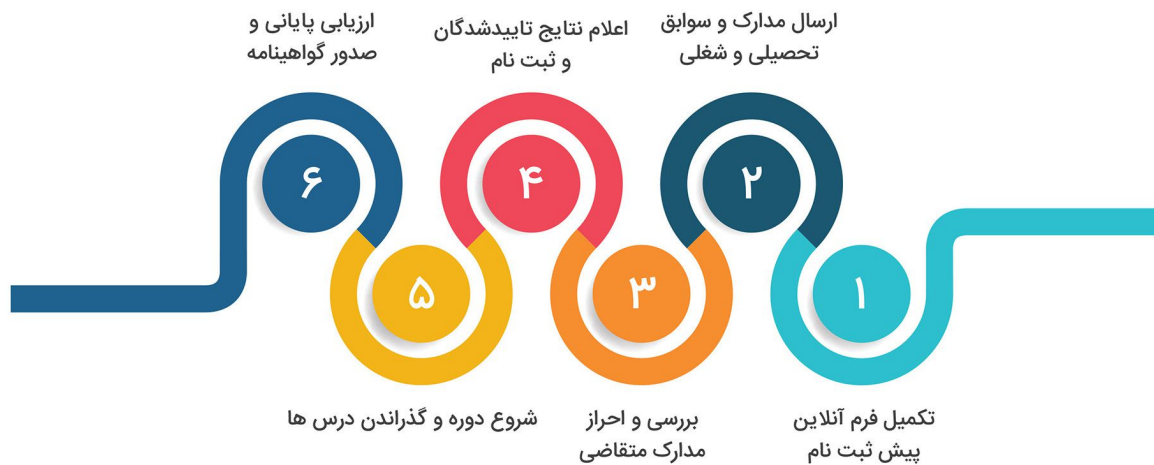 ۱
تکمیل فرم آنلاین
پیش ثبت نام
۲
ارسال مدارک و سوابق
تحصیلی و شغلی
۳
بررسی و احراز
مدارک متقاضی
۴
اعلام نتایج تاییدشدگان
و ثبت نام
۵
شروع دوره و گذراندن درس ها
۶
ارزیابی پایانی و
صدور گواهینامه